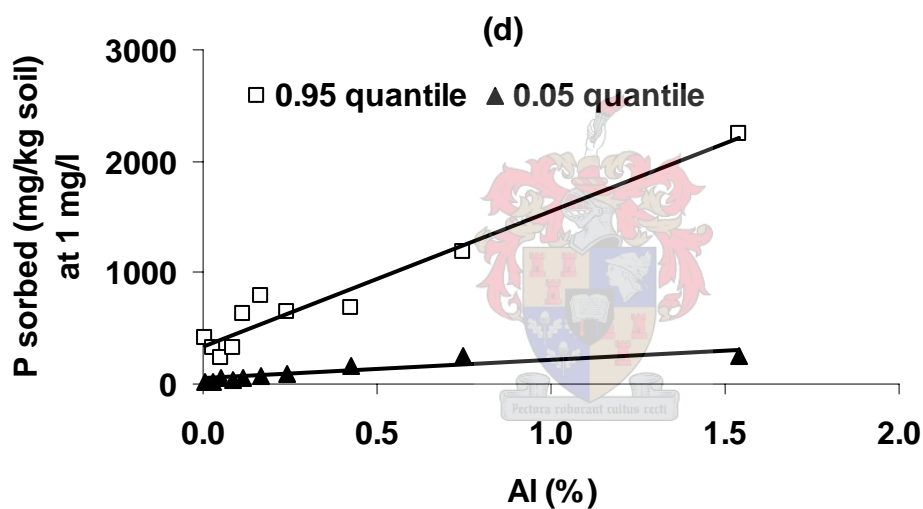 (d)
3000
□ 0.95 quantile ▲ 0.05 quantile
2000
1000
0
P sorbed (mg/kg soil)
at 1 mg/l
0.0 0.5 1.0 1.5 2.0
Al (%)
Pectora roborant cultus recti